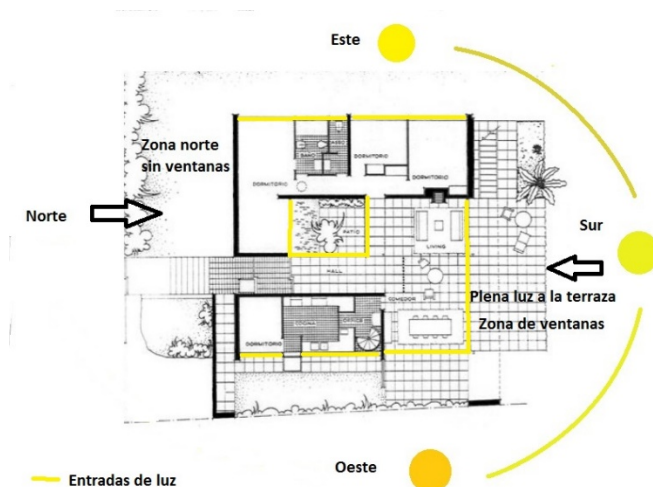 Este
Zona norte
sin ventanas
BAÑO
DORMITORIO
DORMITORIO
DORMITORIO
Norte
PATIO
LIVING
Sur
HALL
Plena luz a la terraza
COMEDOR
Zona de ventanas
COCINA
OFFICE
DORMITORIO
Oeste
Entradas de luz